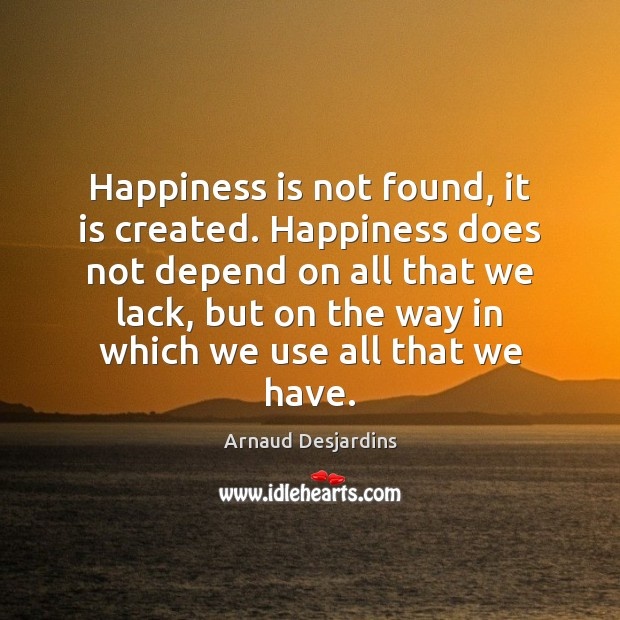 Happiness is not found, it
is created. Happiness does
not depend on all that we
lack, but on the way in
which we use all that we
have.
Arnaud Desjardins
www.idlehearts.com